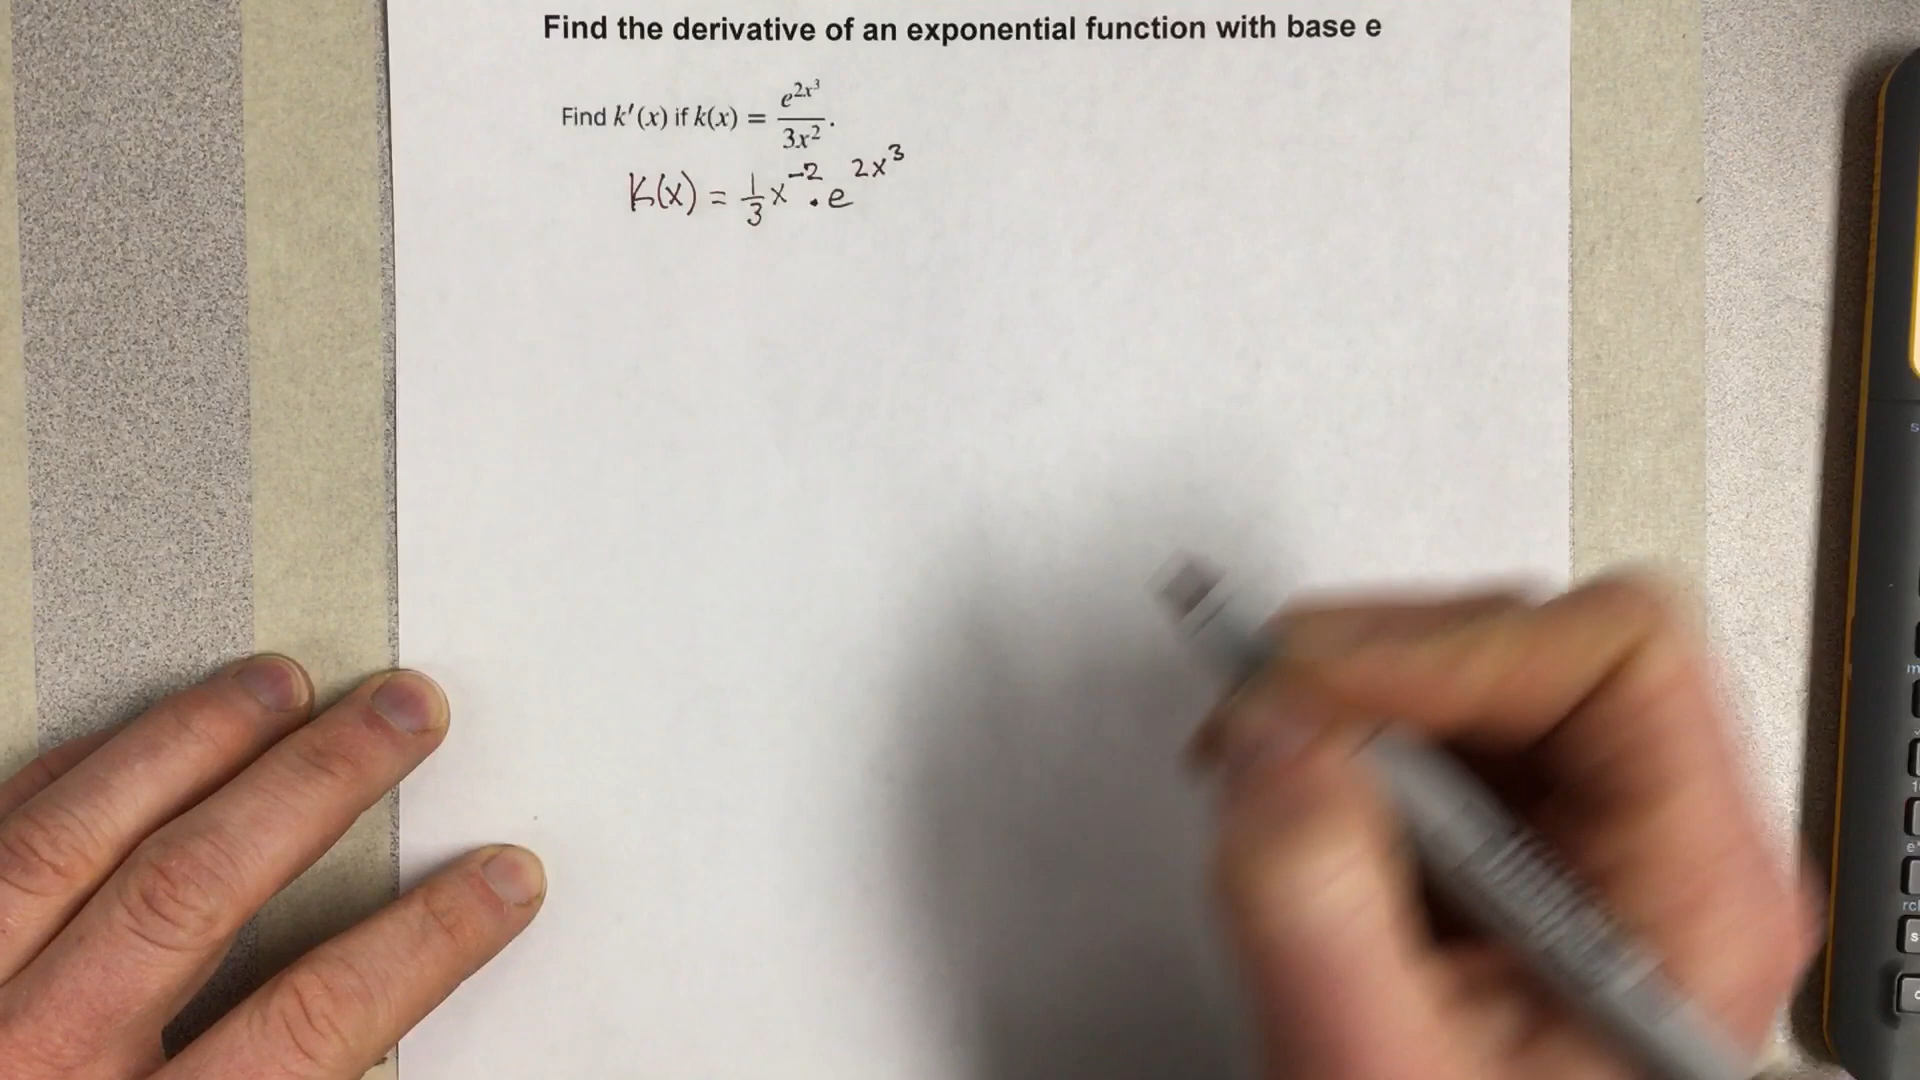 Find the derivative of an exponential function with base e
Find k′(x) if k(x) = e^{2x^3} / 3x^2.
K(x) = 1/3 x^{-2} · e^{2x^3}